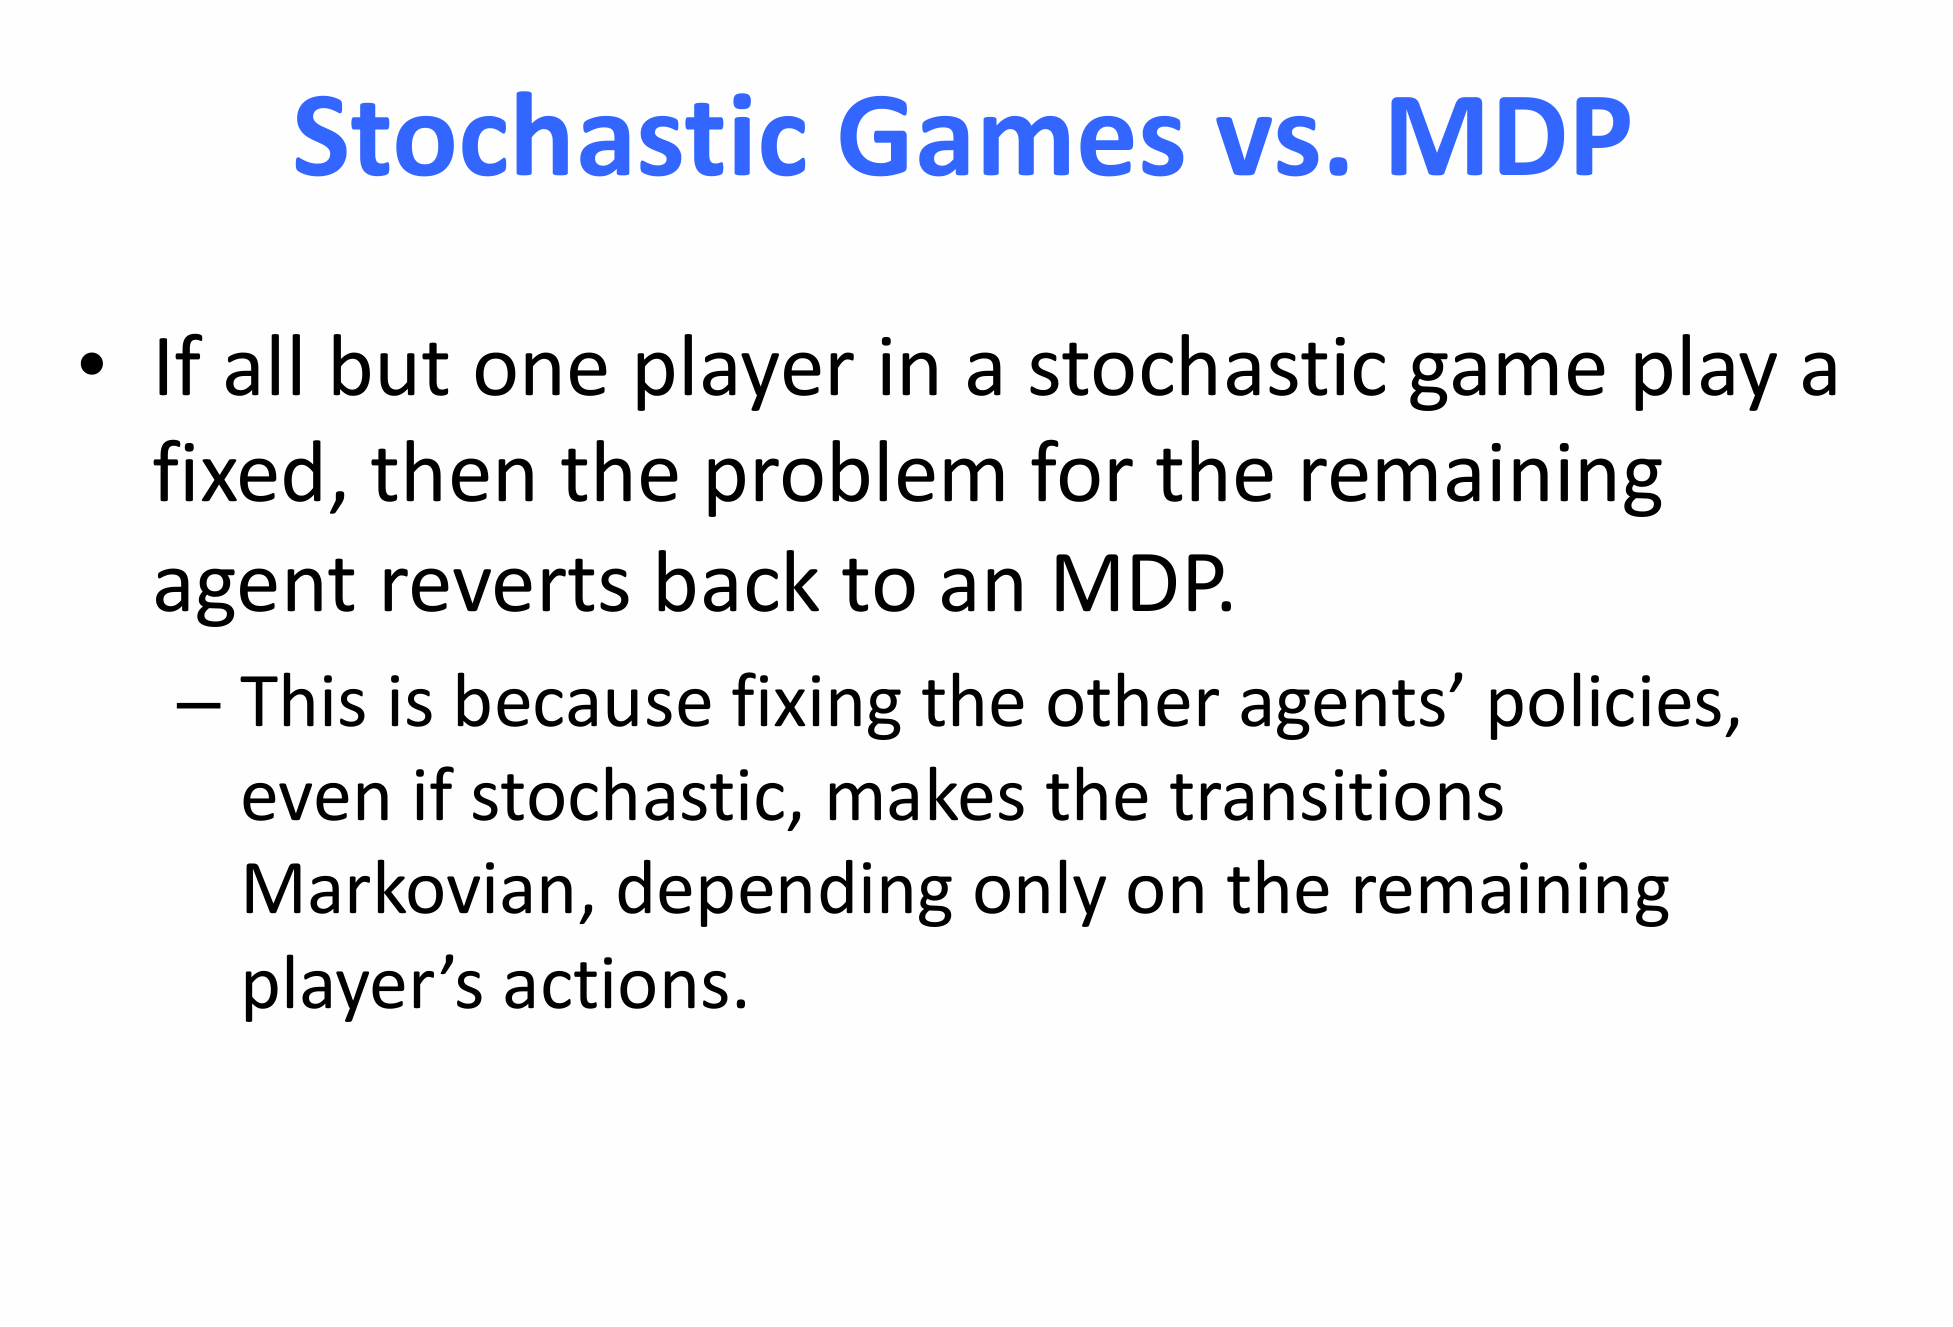 Stochastic Games vs. MDP
• If all but one player in a stochastic game play a
fixed, then the problem for the remaining
agent reverts back to an MDP.
– This is because fixing the other agents’ policies,
even if stochastic, makes the transitions
Markovian, depending only on the remaining
player’s actions.